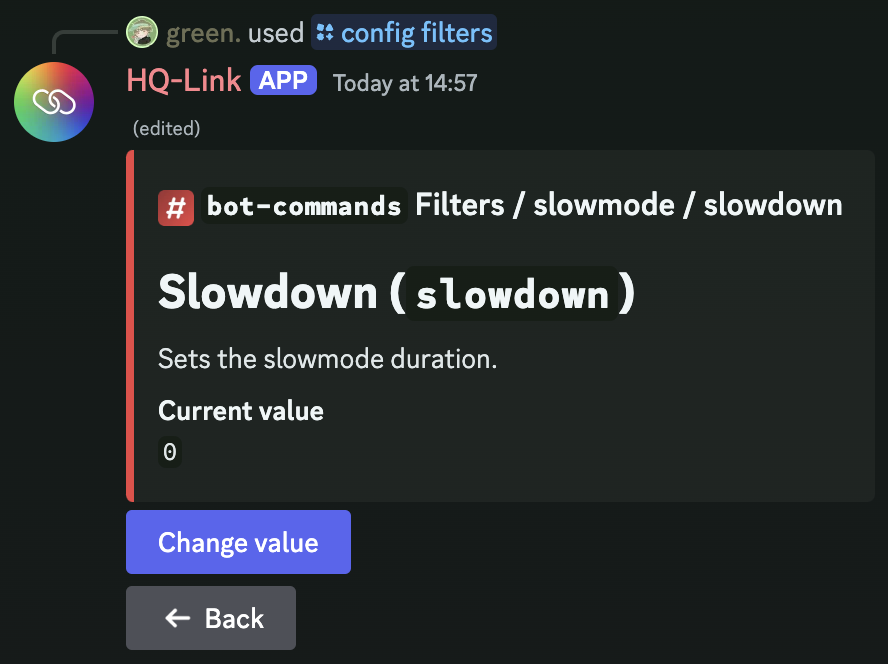 green. used config filters
HQ-Link APP Today at 14:57
(edited)
# bot-commands Filters / slowmode / slowdown
Slowdown (slowdown)
Sets the slowmode duration.
Current value
0
Change value
← Back